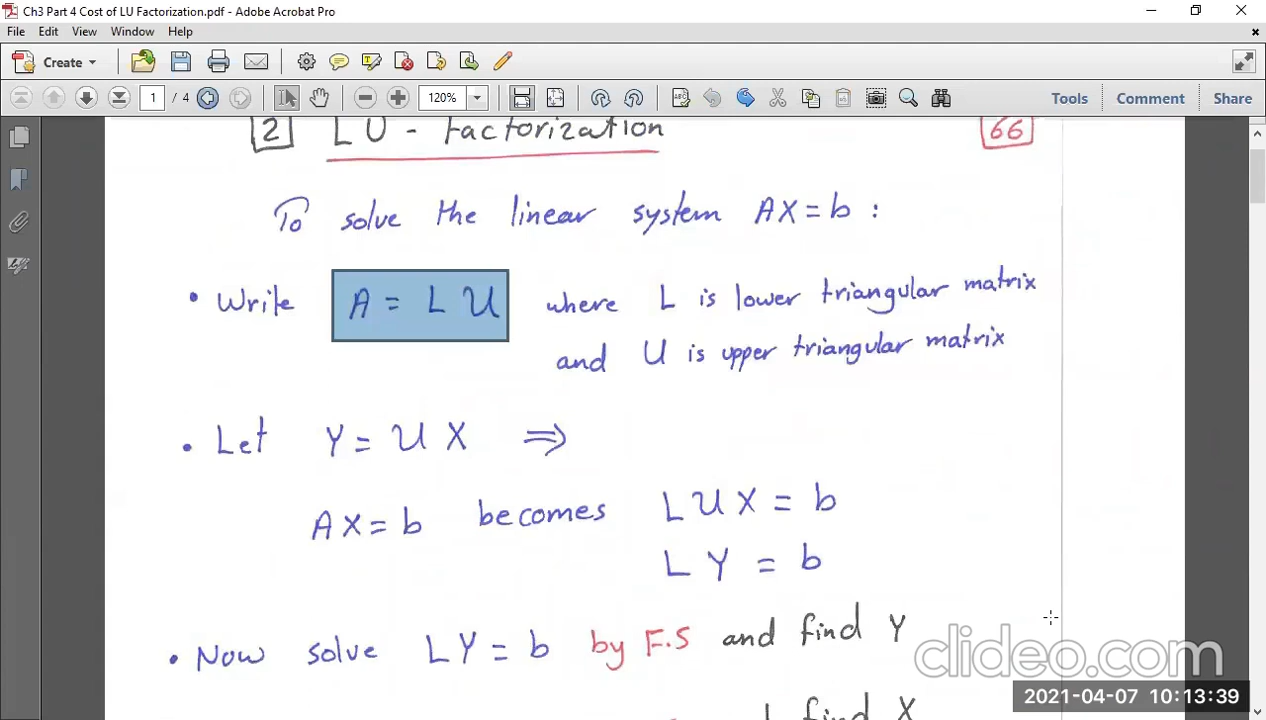 Ch3 Part 4 Cost of LU Factorization.pdf - Adobe Acrobat Pro
File Edit View Window Help
Create
1 / 4 120% Tools Comment Share
2 LU - Factorization 66
To solve the linear system AX = b :
• Write A = L U where L is lower triangular matrix
and U is upper triangular matrix
• Let Y = U X ⇒
AX = b becomes L U X = b
L Y = b
• Now solve LY = b by F.S and find Y
find X
clideo.com
2021-04-07 10:13:39